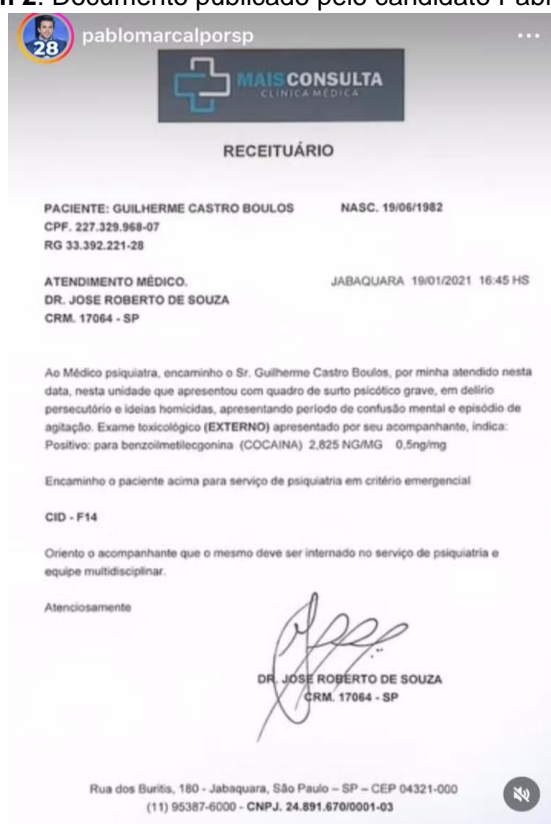 2. Documento publicado pelo candidato Pabl
pablomarcalporsp
28
MAIS CONSULTA
CLÍNICA MÉDICA
RECEITUÁRIO
PACIENTE: GUILHERME CASTRO BOULOS NASC. 19/06/1982
CPF. 227.329.968-07
RG 33.392.221-28
ATENDIMENTO MÉDICO. JABAQUARA 19/01/2021 16:45 HS
DR. JOSE ROBERTO DE SOUZA
CRM. 17064 - SP
Ao Médico psiquiatra, encaminho o Sr. Guilherme Castro Boulos, por minha atendido nesta
data, nesta unidade que apresentou com quadro de surto psicótico grave, em delírio
persecutório e ideias homicidas, apresentando período de confusão mental e episódio de
agitação. Exame toxicológico (EXTERNO) apresentado por seu acompanhante, indica:
Positivo: para benzoilmetilecgonina (COCAINA) 2,825 NG/MG 0,5ng/mg
Encaminho o paciente acima para serviço de psiquiatria em critério emergencial
CID - F14
Oriento o acompanhante que o mesmo deve ser internado no serviço de psiquiatria e
equipe multidisciplinar.
Atenciosamente
DR. JOSE ROBERTO DE SOUZA
CRM. 17064 - SP
Rua dos Buritis, 180 - Jabaquara, São Paulo – SP – CEP 04321-000
(11) 95387-6000 - CNPJ. 24.891.670/0001-03